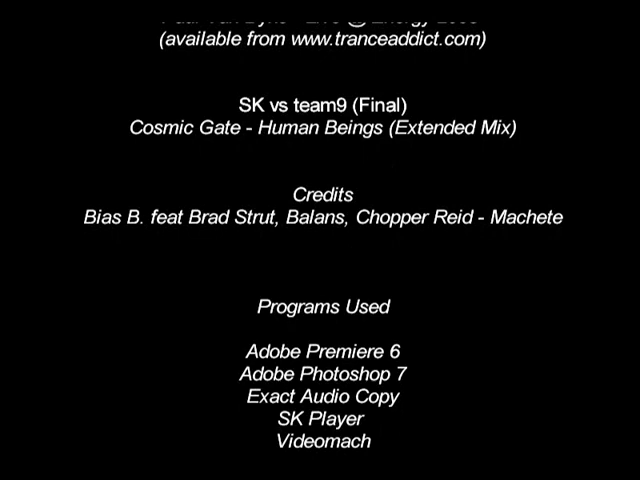 (available from www.tranceaddict.com)
SK vs team9 (Final)
Cosmic Gate - Human Beings (Extended Mix)
Credits
Bias B. feat Brad Strut, Balans, Chopper Reid - Machete
Programs Used
Adobe Premiere 6
Adobe Photoshop 7
Exact Audio Copy
SK Player
Videomach